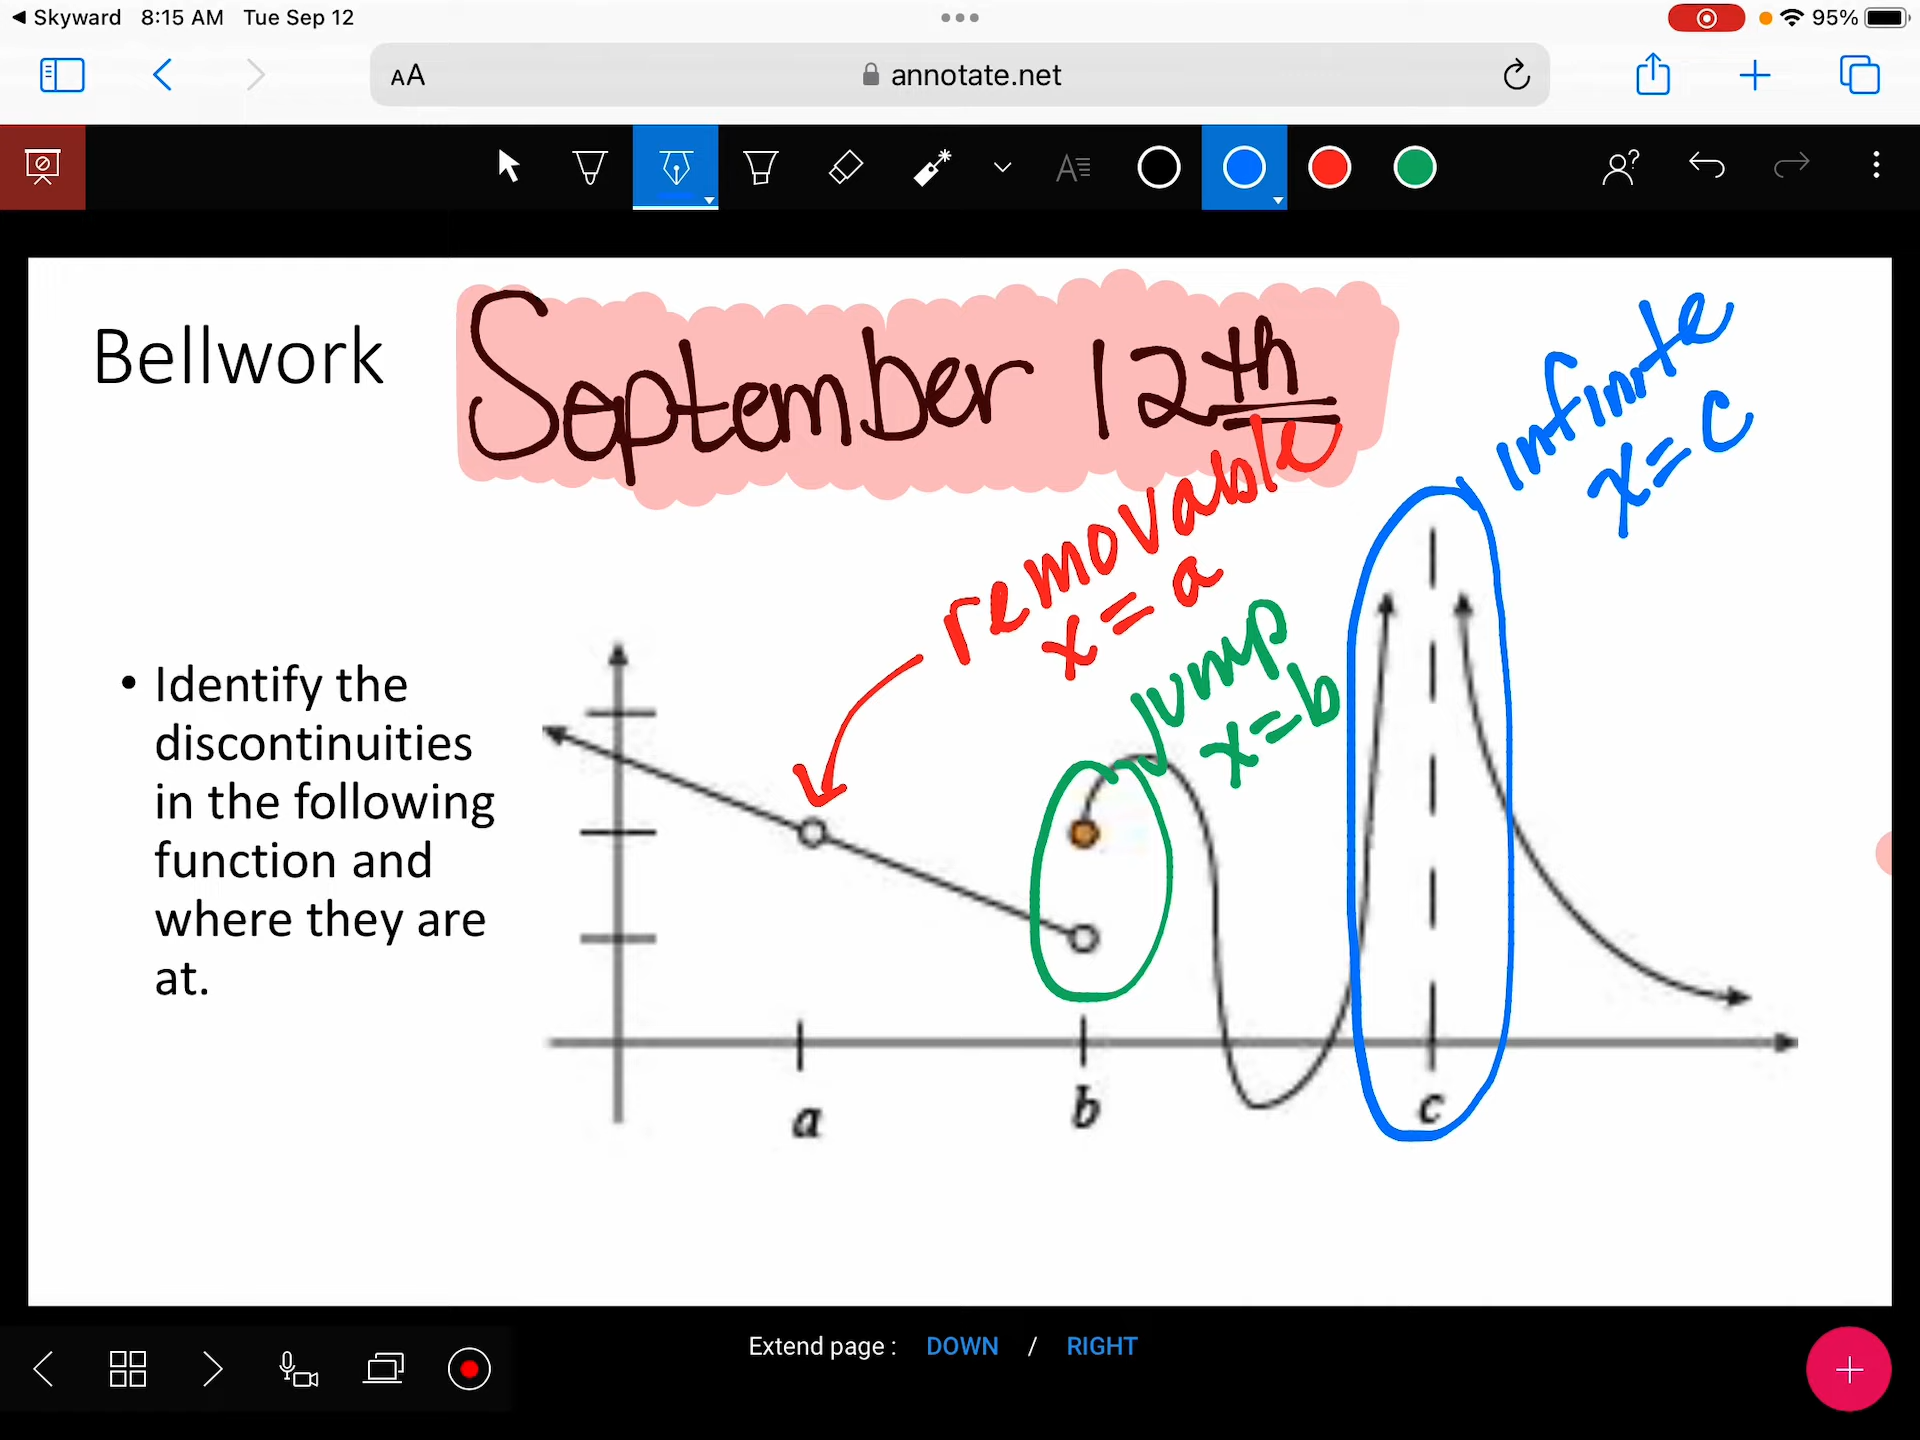 Skyward 8:15 AM Tue Sep 12
95%
AA annotate.net
Bellwork
September 12th
infinite
x=c
removable
x=a
Jump
x=b
• Identify the
discontinuities
in the following
function and
where they are
at.
a b c
Extend page : DOWN / RIGHT